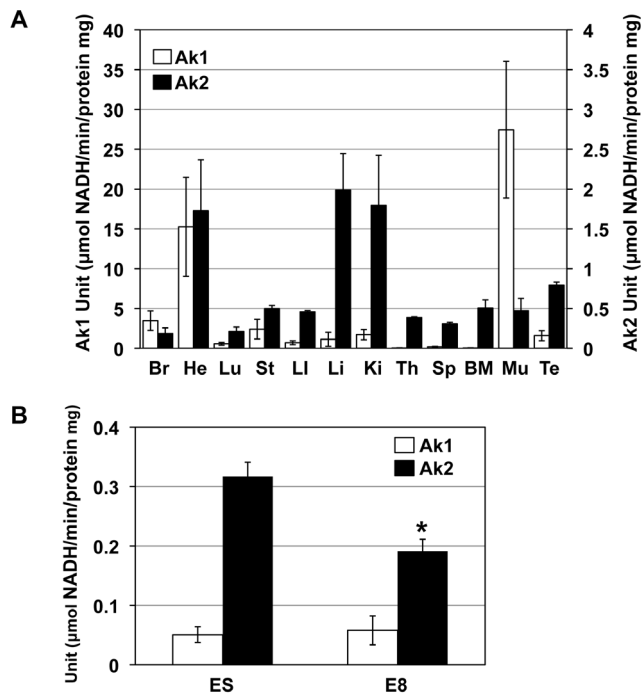 A
Ak1 Unit (μmol NADH/min/protein mg)
40
35
30
25
20
15
10
5
0
Ak1
Ak2
4
3.5
3
2.5
2
1.5
1
0.5
0
Ak2 Unit (μmol NADH/min/protein mg)
Br He Lu St LI Li Ki Th Sp BM Mu Te
B
Unit (μmol NADH/min/protein mg)
0.4
0.3
0.2
0.1
0
Ak1
Ak2
*
ES E8